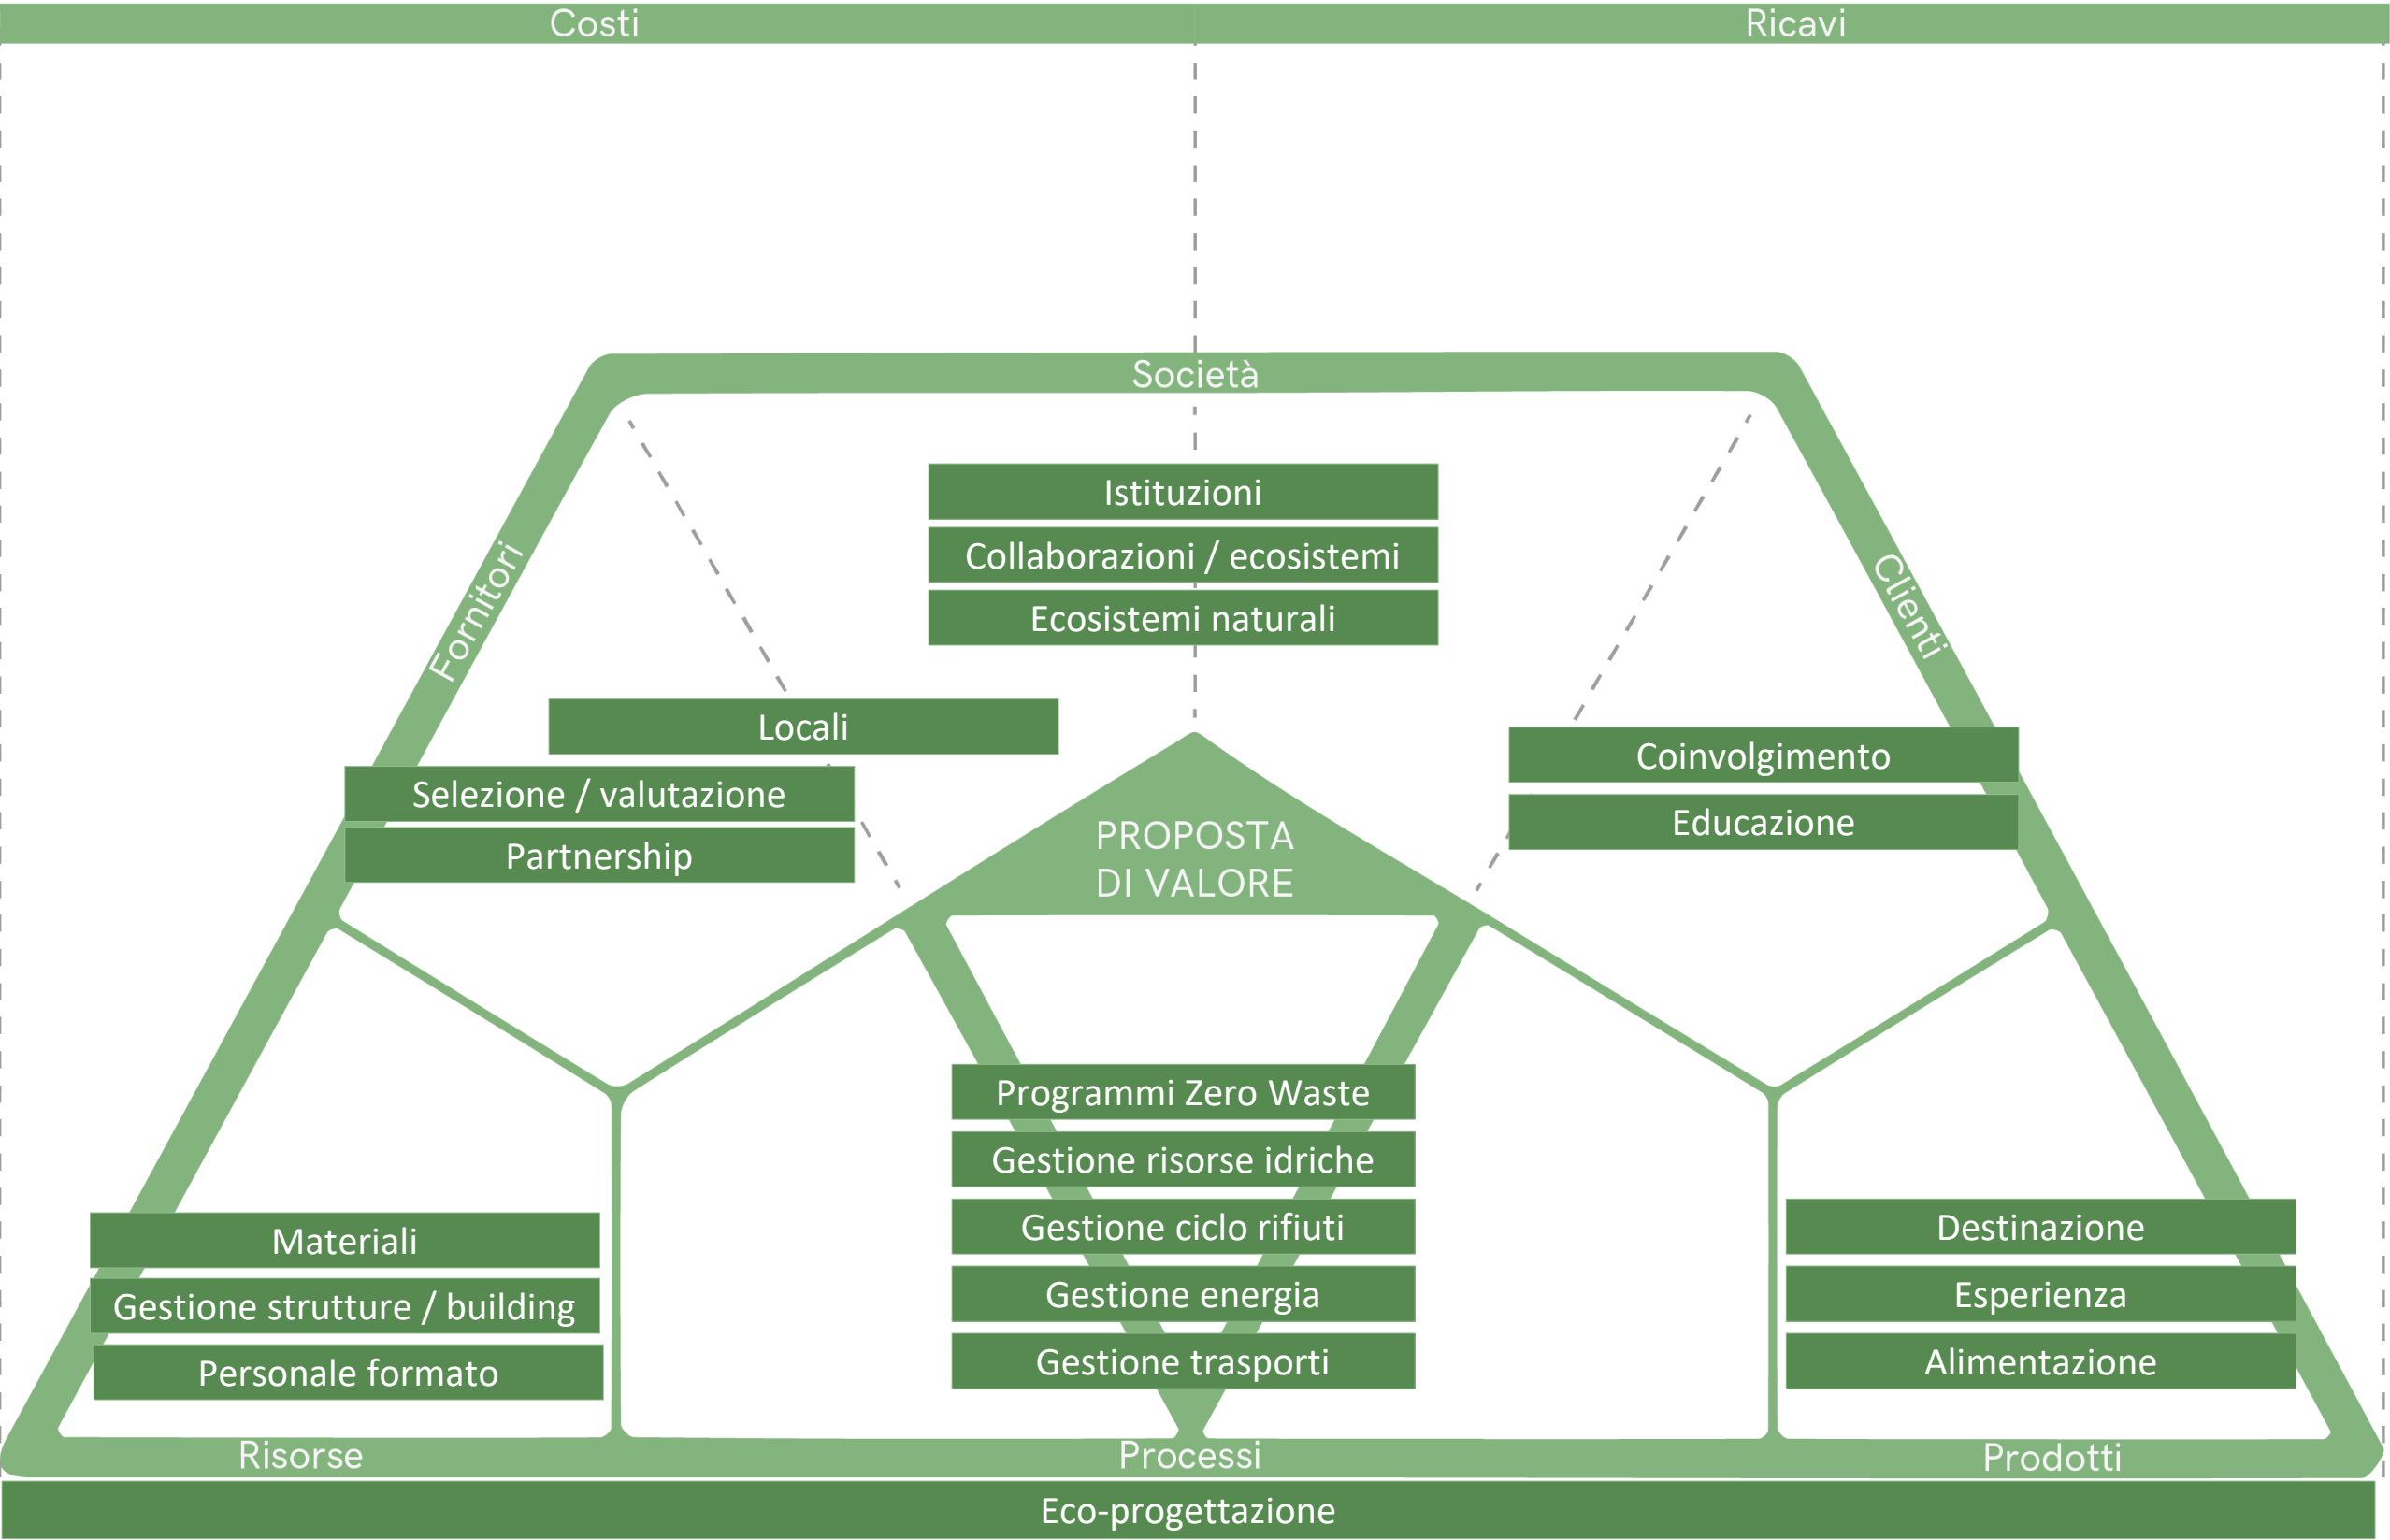 Costi
Ricavi
Società
Istituzioni
Collaborazioni / ecosistemi
Ecosistemi naturali
Fornitori
Clienti
Locali
Selezione / valutazione
Partnership
Coinvolgimento
Educazione
PROPOSTA
DI VALORE
Materiali
Gestione strutture / building
Personale formato
Programmi Zero Waste
Gestione risorse idriche
Gestione ciclo rifiuti
Gestione energia
Gestione trasporti
Destinazione
Esperienza
Alimentazione
Risorse
Processi
Prodotti
Eco-progettazione